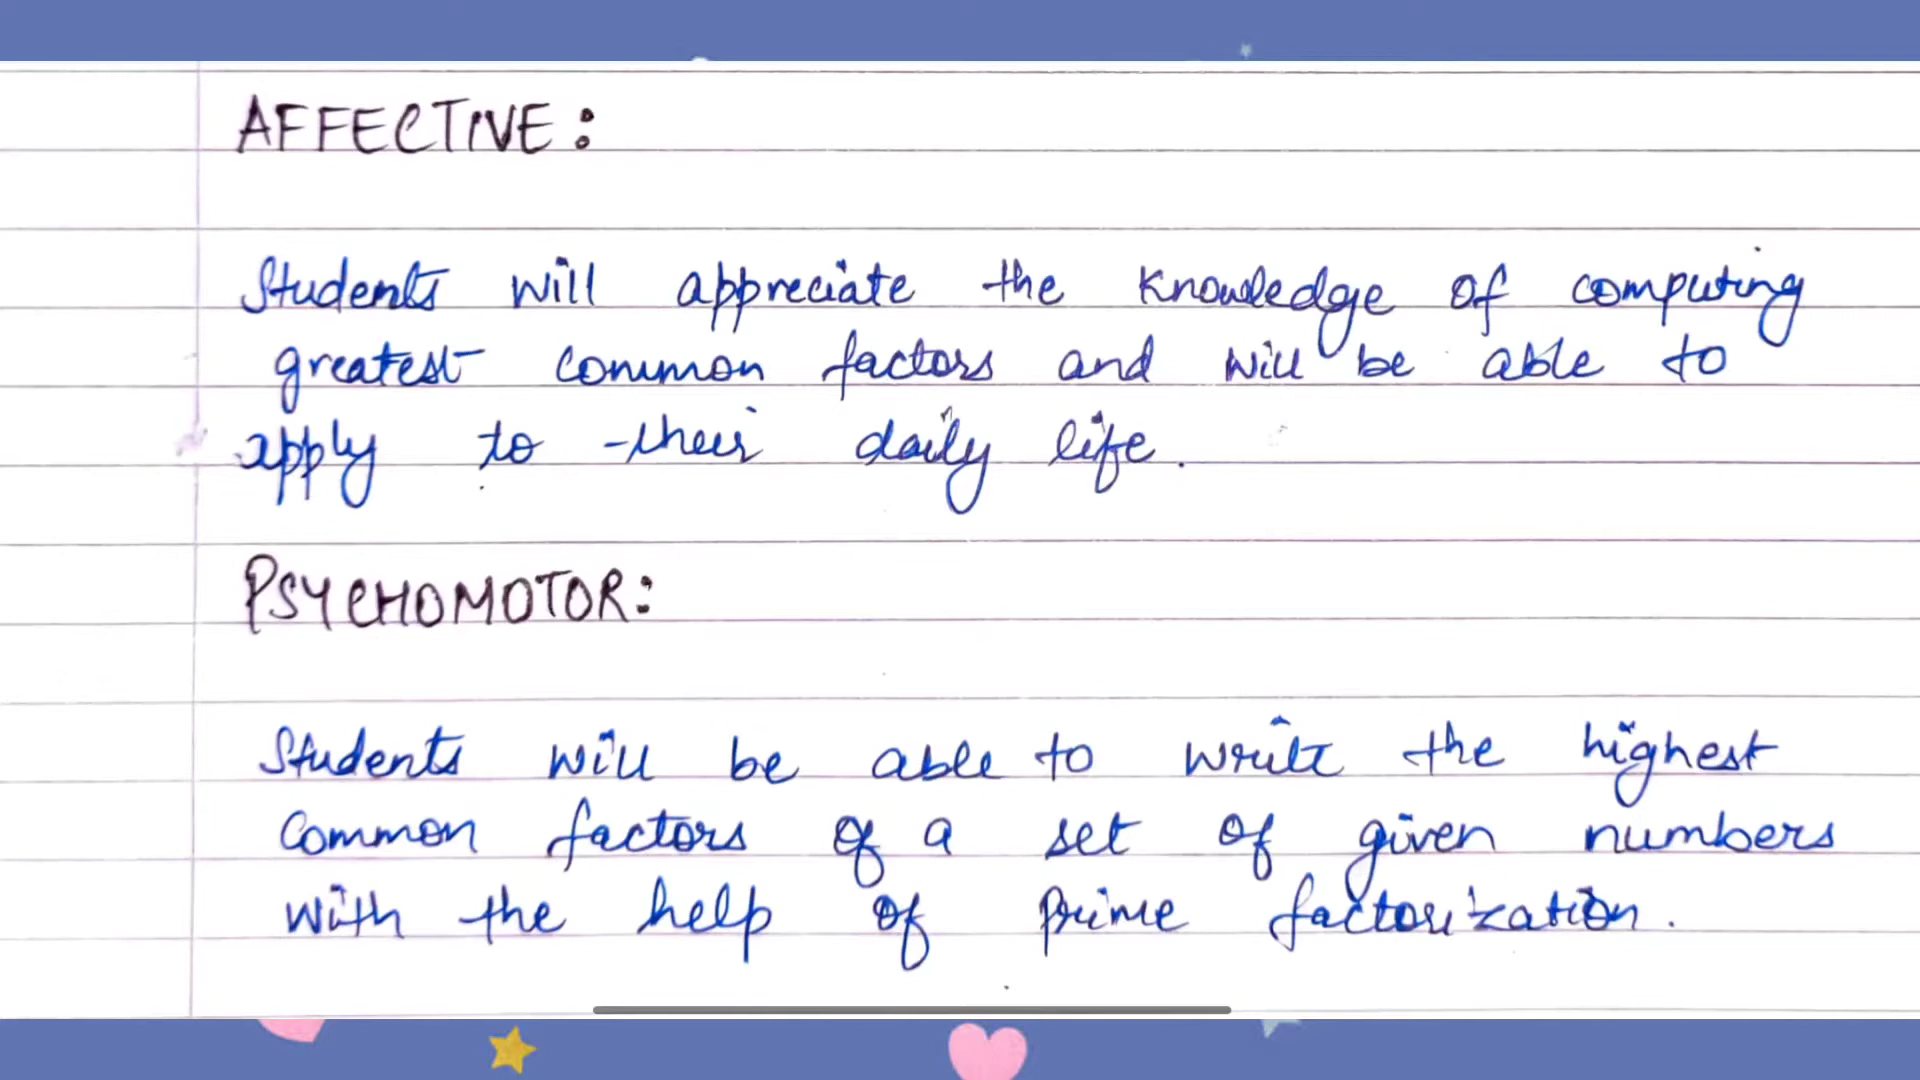 AFFECTIVE:
Students will appreciate the knowledge of computing
greatest common factors and will be able to
apply to their daily life.
PSYCHOMOTOR:
Students will be able to write the highest
common factors of a set of given numbers
with the help of prime factorization.